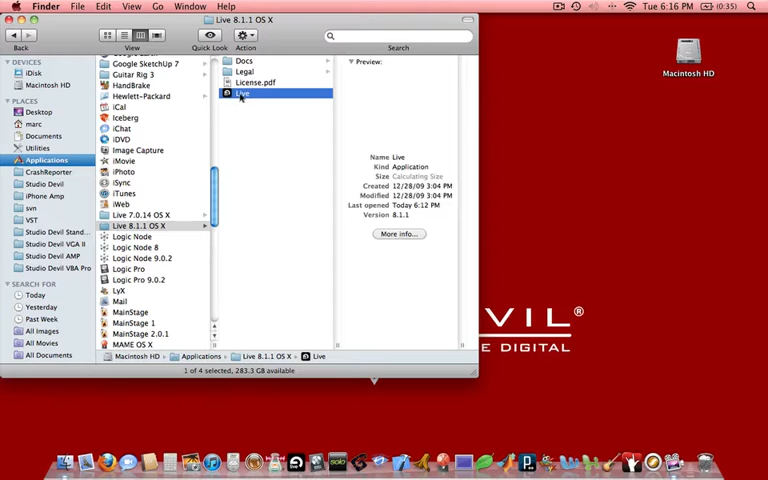 Finder File Edit View Go Window Help Tue 6:16 PM (0:35)
Live 8.1.1 OS X
Back View Quick Look Action Search
DEVICES
iDisk
Macintosh HD
PLACES
Desktop
marc
Documents
Utilities
Applications
CrashReporter
Studio Devil
iPhone Amp
svn
VST
Studio Devil Stand...
Studio Devil VGA II
Studio Devil AMP
Studio Devil VBA Pro
SEARCH FOR
Today
Yesterday
Past Week
All Images
All Movies
All Documents
Google SketchUp 7
Guitar Rig 3
HandBrake
Hewlett-Packard
iCal
Iceberg
iChat
iDVD
Image Capture
iMovie
iPhoto
iSync
iTunes
iWeb
Live 7.0.14 OS X
Live 8.1.1 OS X
Logic Node
Logic Node 8
Logic Node 9.0.2
Logic Pro
Logic Pro 9.0.2
LyX
Mail
MainStage
MainStage 1
MainStage 2.0.1
MAME OS X
Docs
Legal
License.pdf
Live
Preview:
Name Live
Kind Application
Size Calculating Size
Created 12/28/09 3:04 PM
Modified 12/28/09 3:04 PM
Last opened Today 6:12 PM
Version 8.1.1
More info...
Macintosh HD Applications Live 8.1.1 OS X Live
1 of 4 selected, 283.3 GB available
Macintosh HD
VIL®
E DIGITAL
live
solo